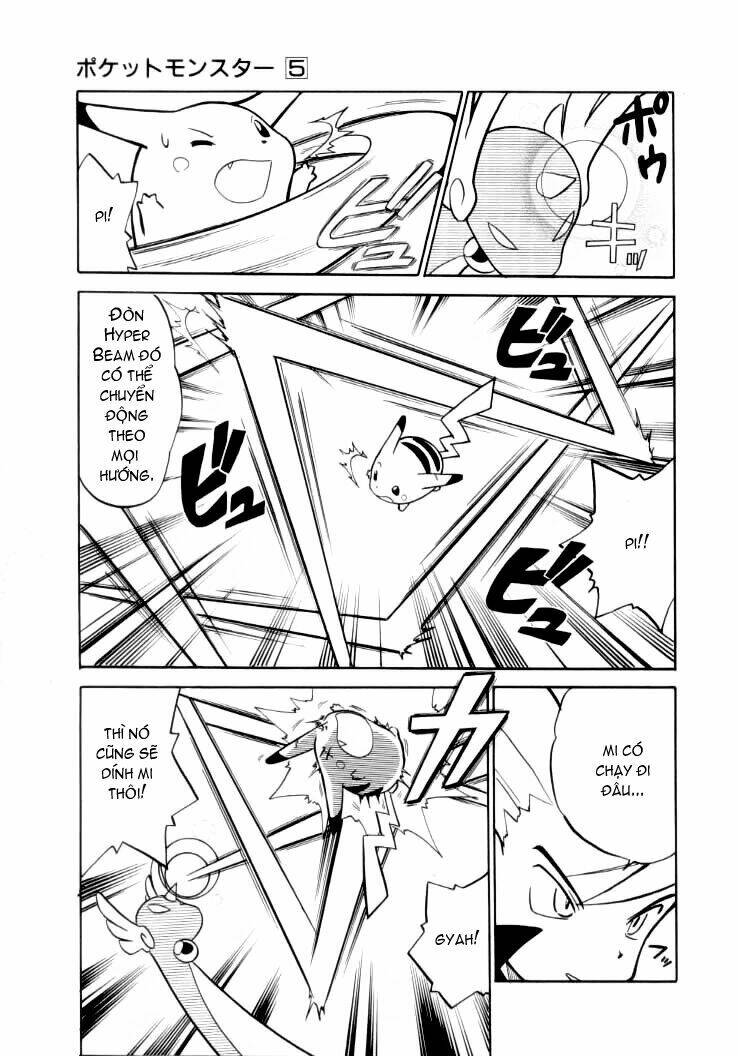 ポケットモンスター 5
ポウ
キィッ
ビュ
PI!
ビュ
ĐÒN
HYPER
BEAM ĐÓ
CÓ THỂ
CHUYỂN
ĐỘNG
THEO
MỌI
HƯỚNG.
ビュ
ビュ
PI!!
MI CÓ
CHẠY ĐI
ĐÂU...
カッ
THÌ NÓ
CŨNG SẼ
DÍNH MI
THÔI!
GYAH!